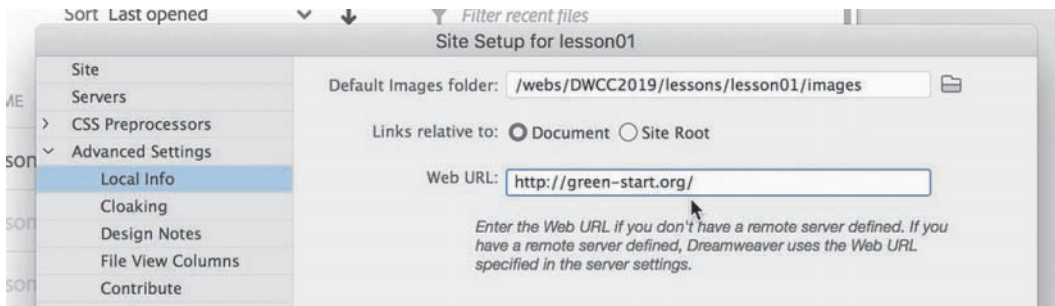 Sort Last opened
Filter recent files
Site Setup for lesson01
Site
Servers
CSS Preprocessors
Advanced Settings
Local Info
Cloaking
Design Notes
File View Columns
Contribute
Default Images folder: /webs/DWCC2019/lessons/lesson01/images
Links relative to: Document Site Root
Web URL: http://green-start.org/
Enter the Web URL if you don't have a remote server defined. If you
have a remote server defined, Dreamweaver uses the Web URL
specified in the server settings.